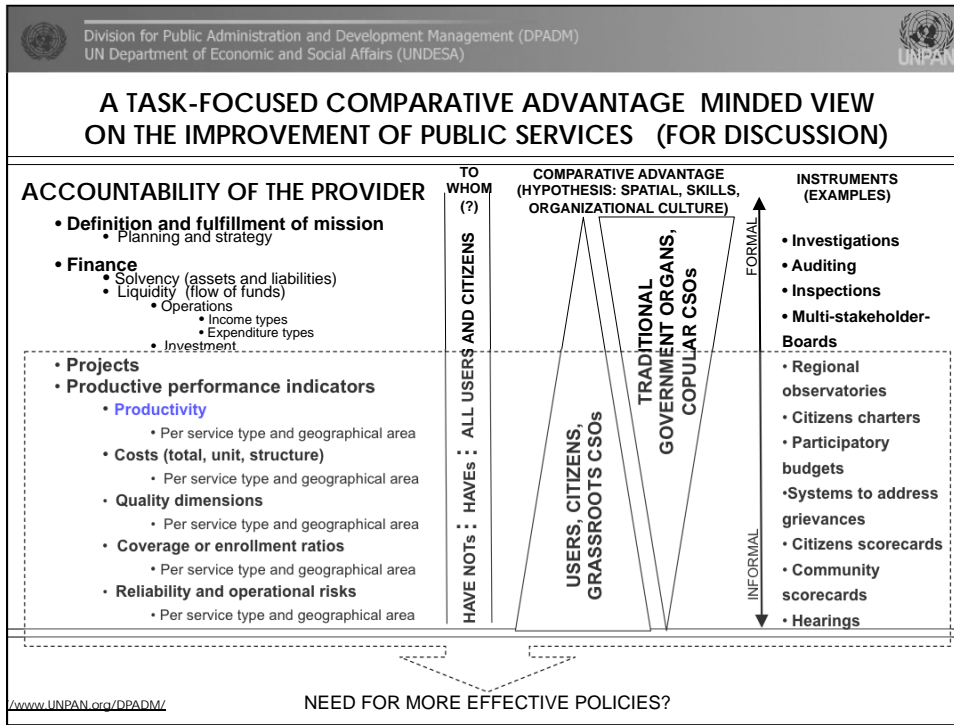 Division for Public Administration and Development Management (DPADM)
UN Department of Economic and Social Affairs (UNDESA)
UNPAN
A TASK-FOCUSED COMPARATIVE ADVANTAGE MINDED VIEW
ON THE IMPROVEMENT OF PUBLIC SERVICES (FOR DISCUSSION)
ACCOUNTABILITY OF THE PROVIDER
• Definition and fulfillment of mission
• Planning and strategy
• Finance
• Solvency (assets and liabilities)
• Liquidity (flow of funds)
• Operations
• Income types
• Expenditure types
• Investment
• Projects
• Productive performance indicators
• Productivity
• Per service type and geographical area
• Costs (total, unit, structure)
• Per service type and geographical area
• Quality dimensions
• Per service type and geographical area
• Coverage or enrollment ratios
• Per service type and geographical area
• Reliability and operational risks
• Per service type and geographical area
TO
WHOM
(?)
HAVE NOTs : HAVEs : ALL USERS AND CITIZENS
COMPARATIVE ADVANTAGE
(HYPOTHESIS: SPATIAL, SKILLS,
ORGANIZATIONAL CULTURE)
USERS, CITIZENS,
GRASSROOTS CSOs
TRADITIONAL
GOVERNMENT ORGANS,
COPULAR CSOs
FORMAL
INFORMAL
INSTRUMENTS
(EXAMPLES)
• Investigations
• Auditing
• Inspections
• Multi-stakeholder-
Boards
• Regional
observatories
• Citizens charters
• Participatory
budgets
•Systems to address
grievances
• Citizens scorecards
• Community
scorecards
• Hearings
NEED FOR MORE EFFECTIVE POLICIES?
/www.UNPAN.org/DPADM/